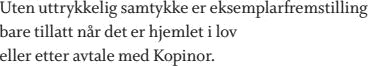 Uten uttrykkelig samtykke er eksemplarfremstilling
bare tillatt når det er hjemlet i lov
eller etter avtale med Kopinor.